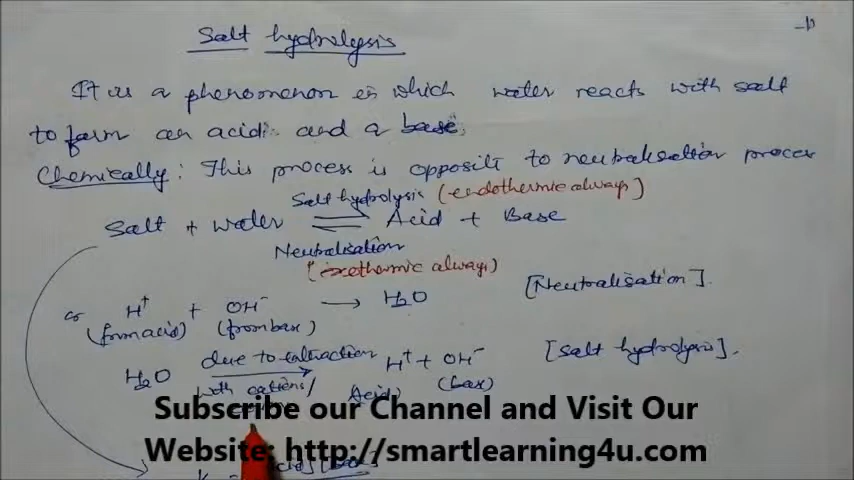 Salt hydrolysis
It is a phenomenon in which water reacts with salt
to form an acid and a base.
Chemically: This process is opposite to neutralisation process
Salt hydrolysis (endothermic always)
Salt + water ⇌ Acid + Base
Neutralisation
(exothermic always)
or H⁺ + OH⁻ → H₂O [Neutralisation].
(from acid) (from base)
H₂O due to interaction → H⁺ + OH⁻ [Salt hydrolysis].
with cations/ (Acid) (base)
Subscribe our Channel and Visit Our
Website: http://smartlearning4u.com